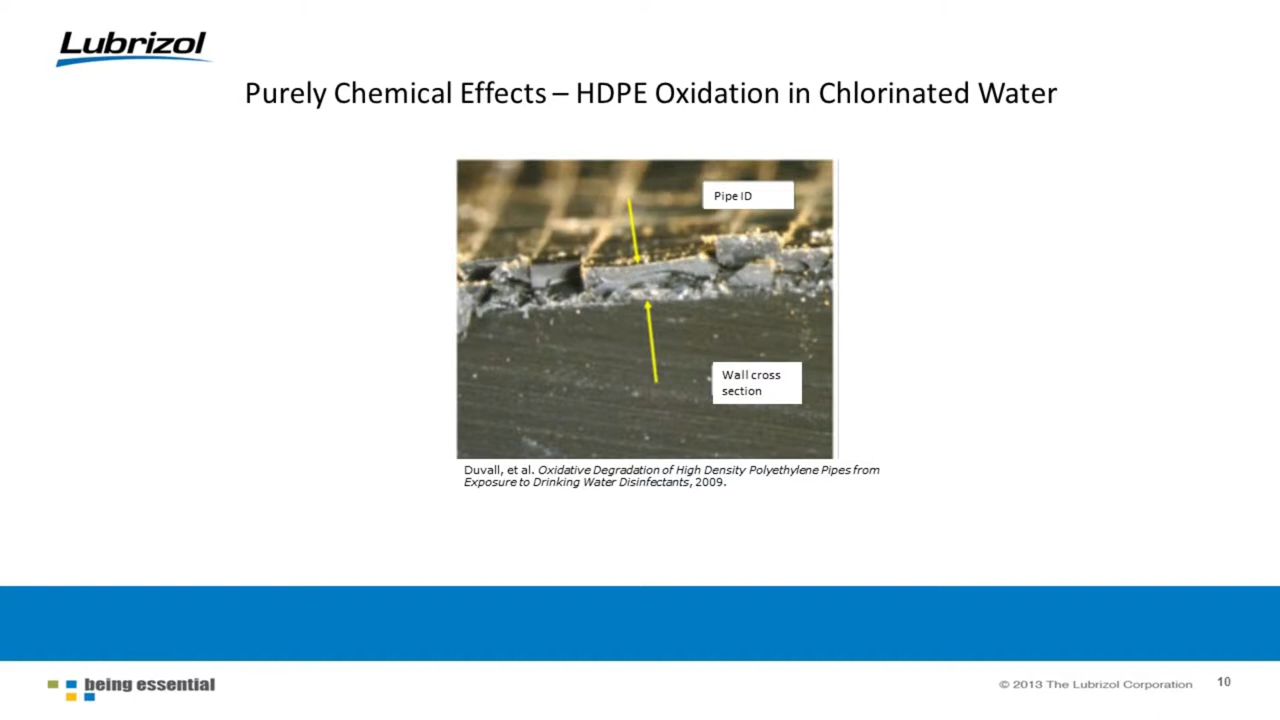 Lubrizol
Purely Chemical Effects – HDPE Oxidation in Chlorinated Water
Pipe ID
Wall cross
section
Duvall, et al. Oxidative Degradation of High Density Polyethylene Pipes from
Exposure to Drinking Water Disinfectants, 2009.
being essential
© 2013 The Lubrizol Corporation
10